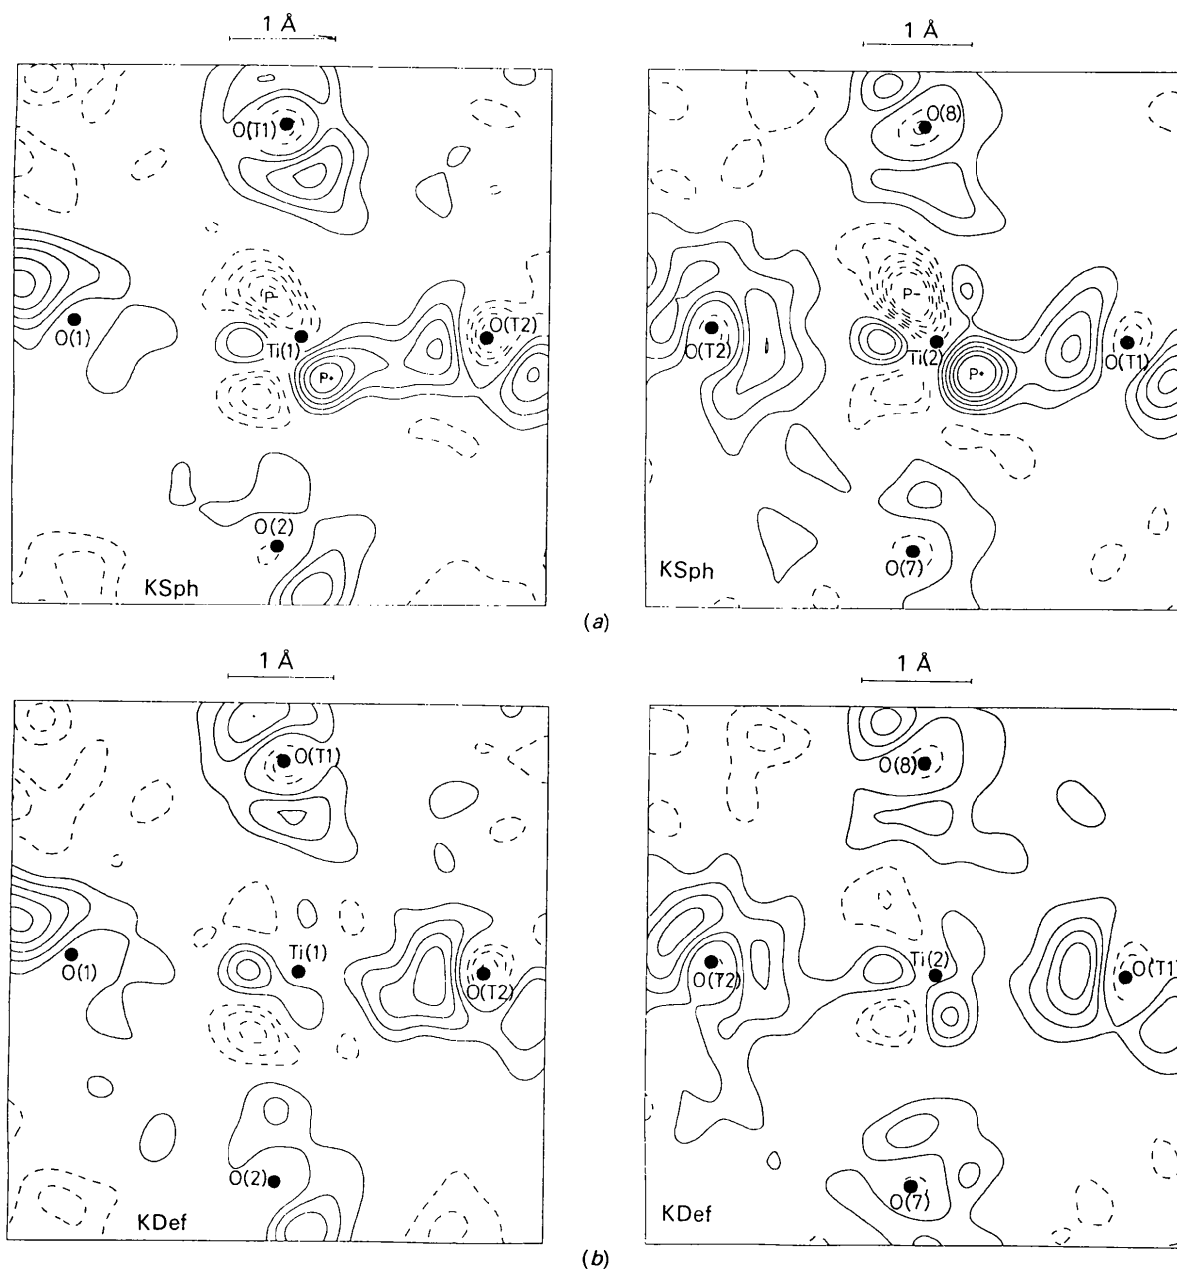 1 Å
1 Å
O(T1)
O(8)
P-
P-
O(1)
Ti(1)
O(T2)
O(T2)
Ti(2)
O(T1)
P+
P+
O(2)
O(7)
KSph
KSph
(a)
1 Å
1 Å
O(T1)
O(8)
O(1)
Ti(1)
O(T2)
O(T2)
Ti(2)
O(T1)
O(2)
O(7)
KDef
KDef
(b)